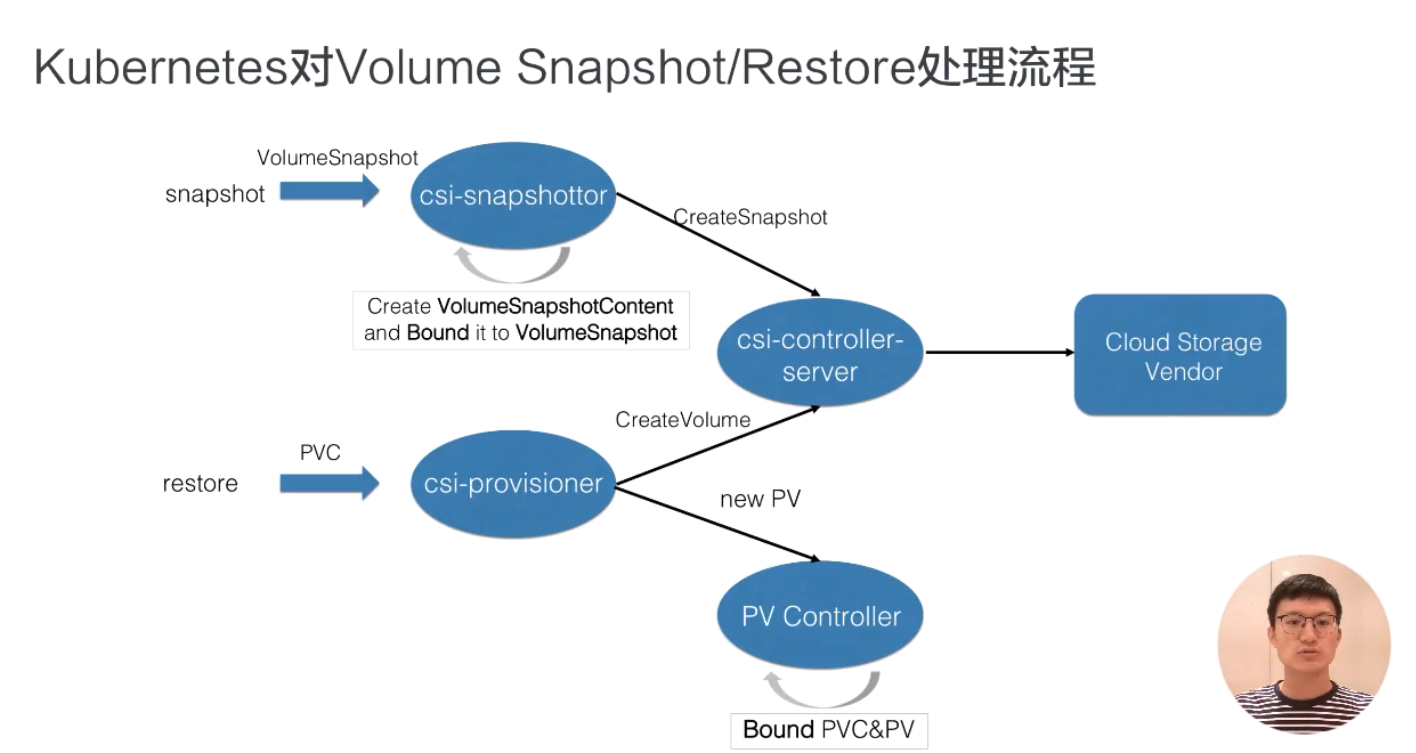 Kubernetes对Volume Snapshot/Restore处理流程
VolumeSnapshot
snapshot
csi-snapshottor
CreateSnapshot
Create VolumeSnapshotContent
and Bound it to VolumeSnapshot
csi-controller-
server
Cloud Storage
Vendor
CreateVolume
PVC
restore
csi-provisioner
new PV
PV Controller
Bound PVC&PV